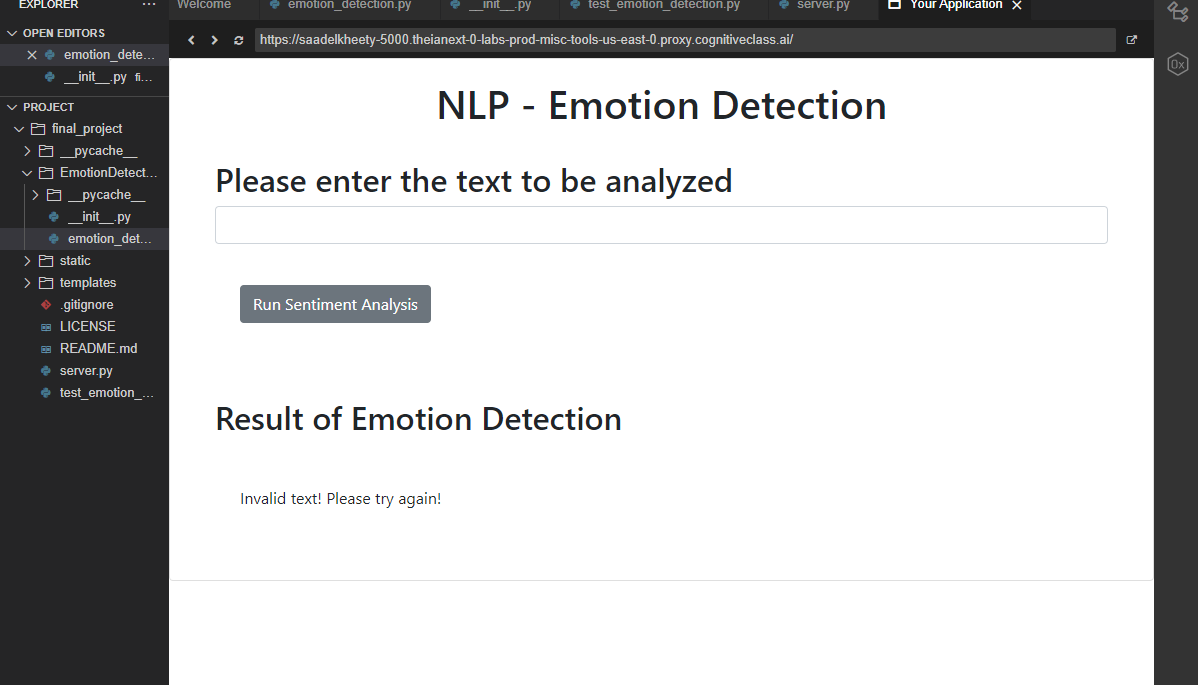 EXPLORER ...
Welcome emotion_detection.py __init__.py test_emotion_detection.py server.py Your Application
OPEN EDITORS
emotion_dete...
__init__.py fi...
https://saadelkheety-5000.theianext-0-labs-prod-misc-tools-us-east-0.proxy.cognitiveclass.ai/
PROJECT
final_project
__pycache__
EmotionDetect...
__pycache__
__init__.py
emotion_det...
static
templates
.gitignore
LICENSE
README.md
server.py
test_emotion_...
NLP - Emotion Detection
Please enter the text to be analyzed
Run Sentiment Analysis
Result of Emotion Detection
Invalid text! Please try again!
0x